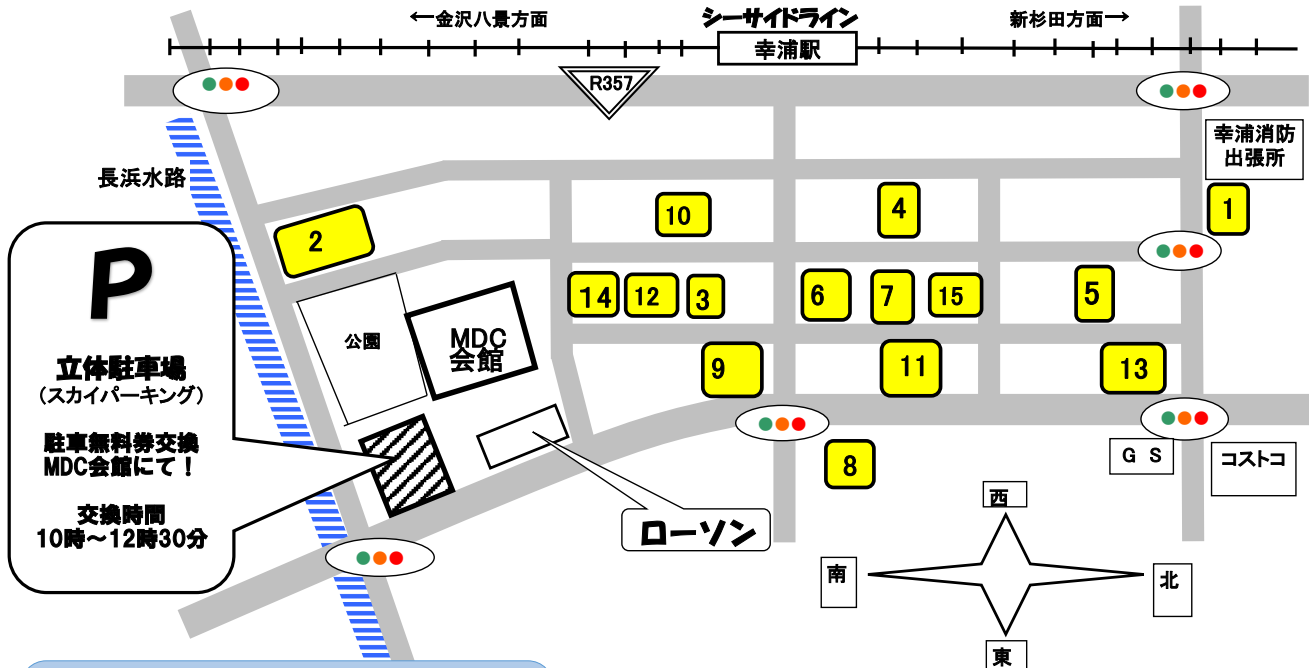 ←金沢八景方面
シーサイドライン
新杉田方面→
幸浦駅
R357
幸浦消防
出張所
長浜水路
1
2
10
4
14
12
3
6
7
15
5
公園
MDC
会館
9
11
13
8
P
立体駐車場
(スカイパーキング)
駐車無料券交換
MDC会館にて！
交換時間
10時～12時30分
ローソン
ＧＳ
コストコ
西
南
北
東